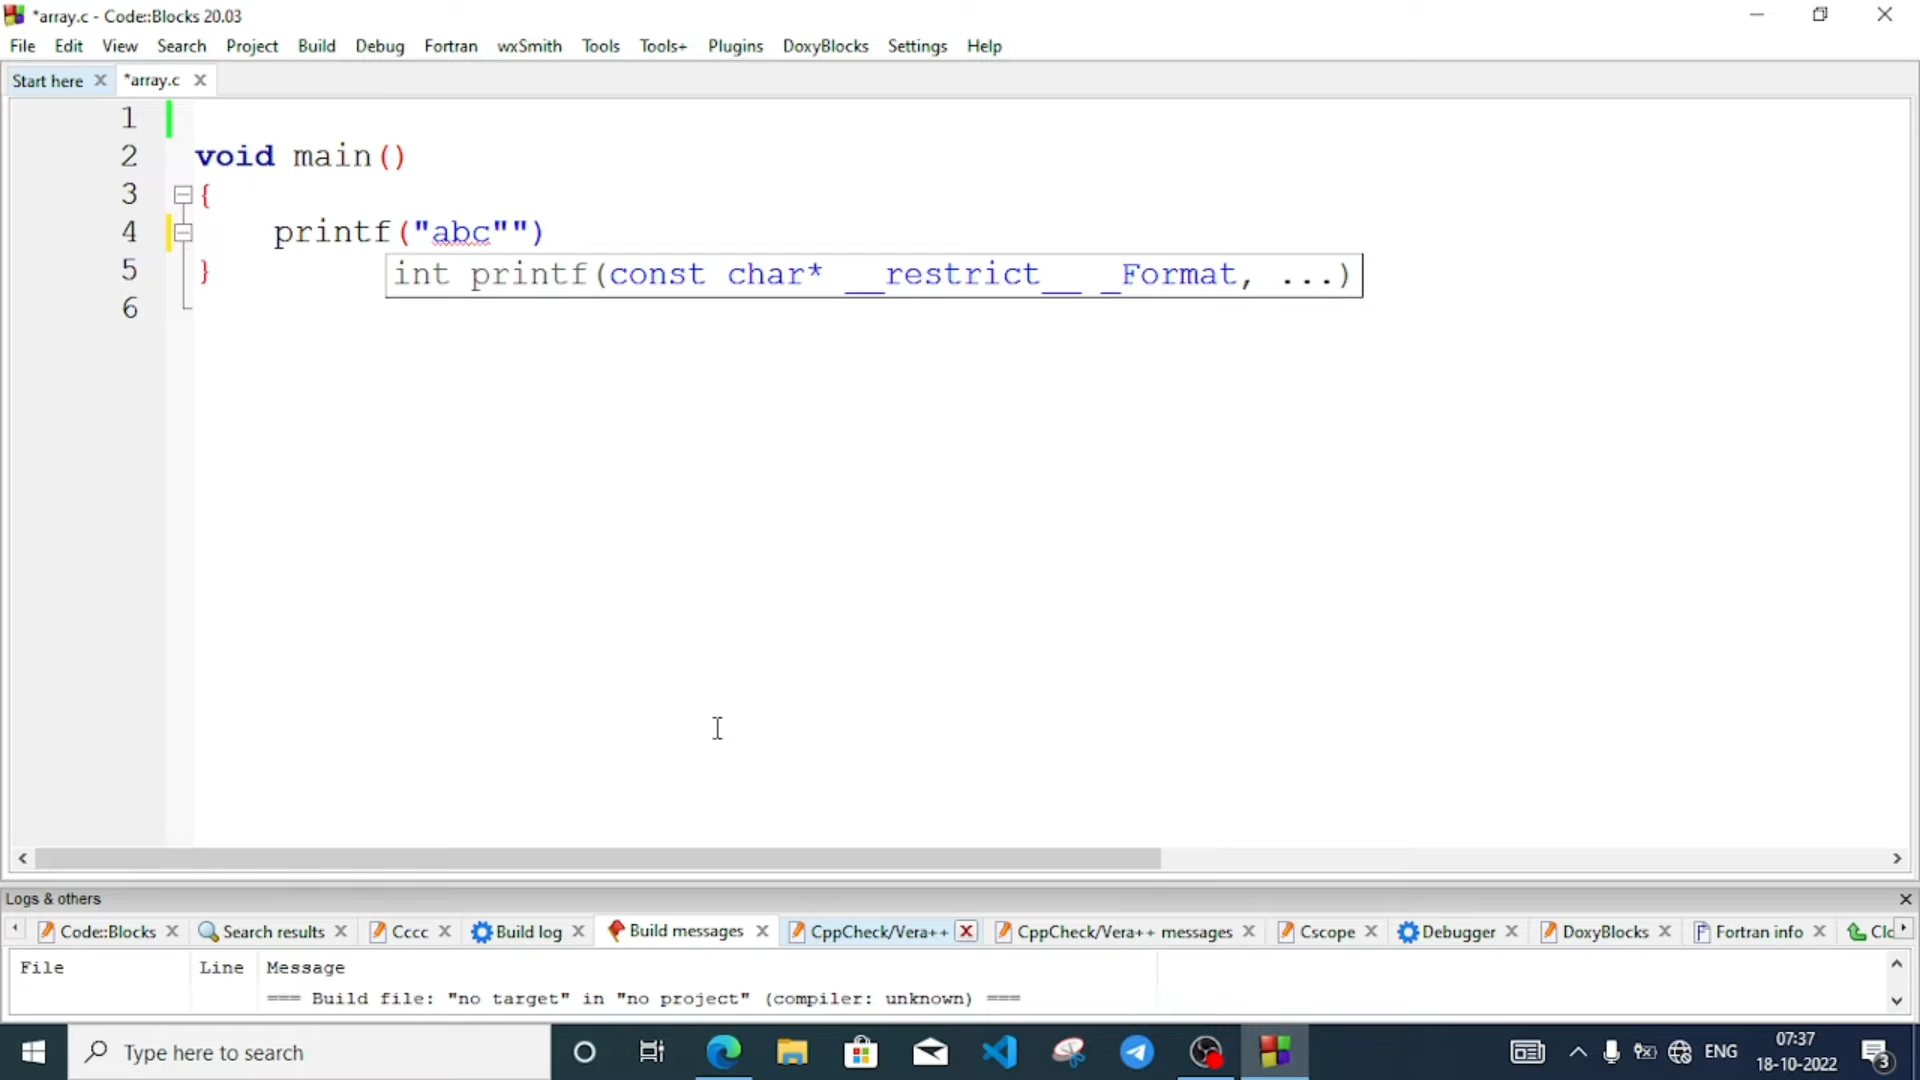 *array.c - Code::Blocks 20.03
File Edit View Search Project Build Debug Fortran wxSmith Tools Tools+ Plugins DoxyBlocks Settings Help
Start here *array.c
1
2 void main()
3 {
4 printf("abc"")
5 }
int printf(const char* __restrict__ _Format, ...)
6
Logs & others
Code::Blocks Search results Cccc Build log Build messages CppCheck/Vera++ CppCheck/Vera++ messages Cscope Debugger DoxyBlocks Fortran info Clc
File Line Message
=== Build file: "no target" in "no project" (compiler: unknown) ===
Type here to search
ENG
07:37
18-10-2022
3